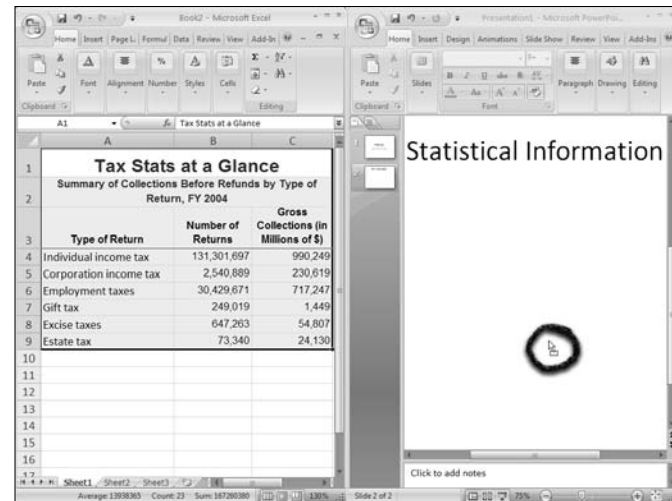 Book2 - Microsoft Excel
Home Insert Page L Formul Data Review View Add-In
Paste Font Alignment Number Styles Cells
Clipboard Editing
A1 fx Tax Stats at a Glance
A B C
1 Tax Stats at a Glance
Summary of Collections Before Refunds by Type of
2 Return, FY 2004
Gross
Number of Collections (in
3 Type of Return Returns Millions of $)
4 Individual income tax 131,301,697 990,249
5 Corporation income tax 2,540,889 230,619
6 Employment taxes 30,429,671 717,247
7 Gift tax 249,019 1,449
8 Excise taxes 647,263 54,807
9 Estate tax 73,340 24,130
10
11
12
13
14
15
16
17
Sheet1 Sheet2 Sheet3
Average: 13938365 Count: 23 Sum: 167260380 130%
Presentation1 - Microsoft PowerPoi...
Home Insert Design Animations Slide Show Review View Add-Ins
Paste Slides Paragraph Drawing Editing
Clipboard Font
Statistical Information
Click to add notes
Slide 2 of 2 75%